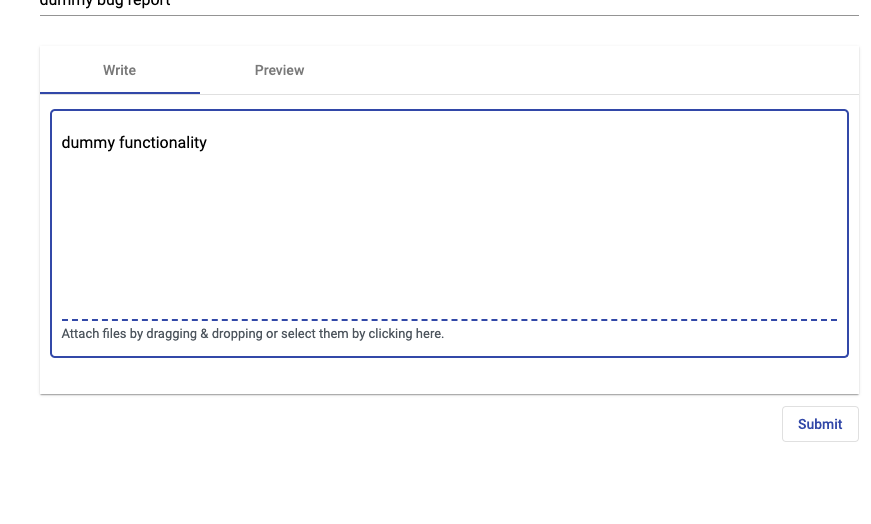 dummy bug report
Write
Preview
dummy functionality
Attach files by dragging & dropping or select them by clicking here.
Submit